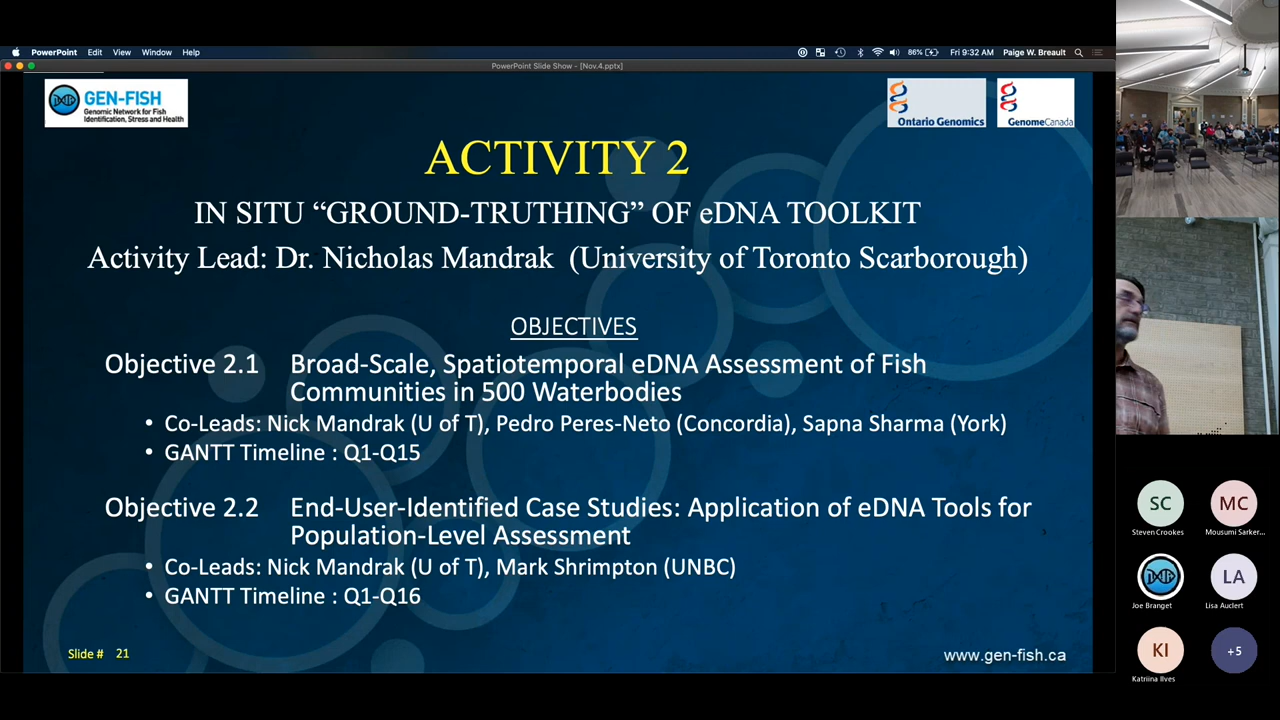 PowerPoint Edit View Window Help 86% Fri 9:32 AM Paige W. Breault
PowerPoint Slide Show - [Nov.4.pptx]
GEN-FISH
Genomic Network for Fish
Identification, Stress and Health
Ontario Genomics
GenomeCanada
ACTIVITY 2
IN SITU “GROUND-TRUTHING” OF eDNA TOOLKIT
Activity Lead: Dr. Nicholas Mandrak (University of Toronto Scarborough)
OBJECTIVES
Objective 2.1 Broad-Scale, Spatiotemporal eDNA Assessment of Fish
Communities in 500 Waterbodies
• Co-Leads: Nick Mandrak (U of T), Pedro Peres-Neto (Concordia), Sapna Sharma (York)
• GANTT Timeline : Q1-Q15
Objective 2.2 End-User-Identified Case Studies: Application of eDNA Tools for
Population-Level Assessment
• Co-Leads: Nick Mandrak (U of T), Mark Shrimpton (UNBC)
• GANTT Timeline : Q1-Q16
Slide # 21
www.gen-fish.ca
SC MC
Steven Crookes Mousumi Sarker...
LA
Joe Branget Lisa Auclert
KI +5
Katriina Ilves